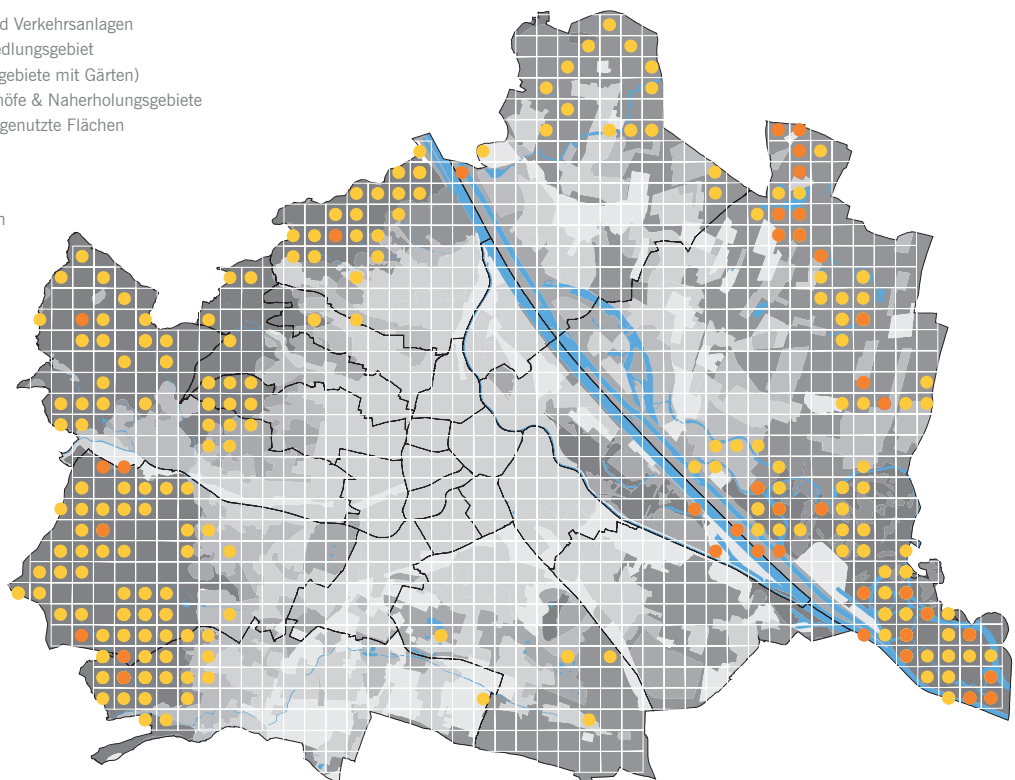 d Verkehrsanlagen
edlungsgebiet
gebiete mit Gärten)
höfe & Naherholungsgebiete
genutzte Flächen
n